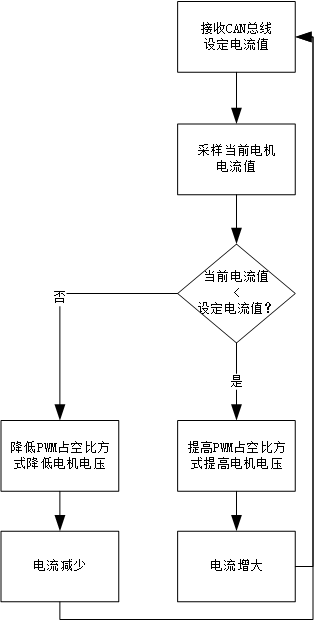 接收CAN总线
设定电流值
采样当前电机
电流值
当前电流值
<
设定电流值?
否
是
降低PWM占空比方
式降低电机电压
提高PWM占空比方
式提高电机电压
电流减少
电流增大